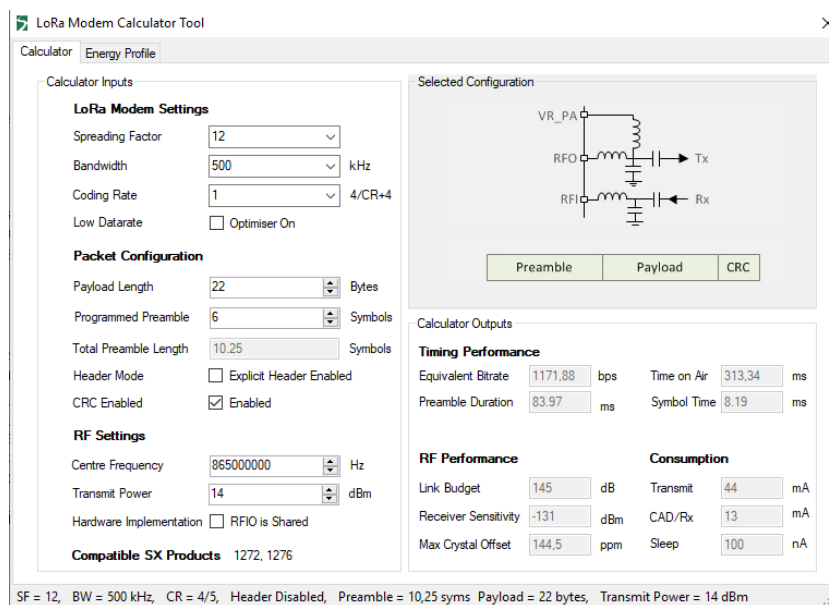 LoRa Modem Calculator Tool
Calculator Energy Profile
Calculator Inputs
LoRa Modem Settings
Spreading Factor 12
Bandwidth 500 kHz
Coding Rate 1 4/CR+4
Low Datarate Optimiser On
Packet Configuration
Payload Length 22 Bytes
Programmed Preamble 6 Symbols
Total Preamble Length 10.25 Symbols
Header Mode Explicit Header Enabled
CRC Enabled Enabled
RF Settings
Centre Frequency 865000000 Hz
Transmit Power 14 dBm
Hardware Implementation RFIO is Shared
Compatible SX Products 1272, 1276
Selected Configuration
VR_PA
RFO Tx
RFI Rx
Preamble Payload CRC
Calculator Outputs
Timing Performance
Equivalent Bitrate 1171,88 bps Time on Air 313,34 ms
Preamble Duration 83.97 ms Symbol Time 8.19 ms
RF Performance Consumption
Link Budget 145 dB Transmit 44 mA
Receiver Sensitivity -131 dBm CAD/Rx 13 mA
Max Crystal Offset 144,5 ppm Sleep 100 nA
SF = 12, BW = 500 kHz, CR = 4/5, Header Disabled, Preamble = 10,25 syms Payload = 22 bytes, Transmit Power = 14 dBm